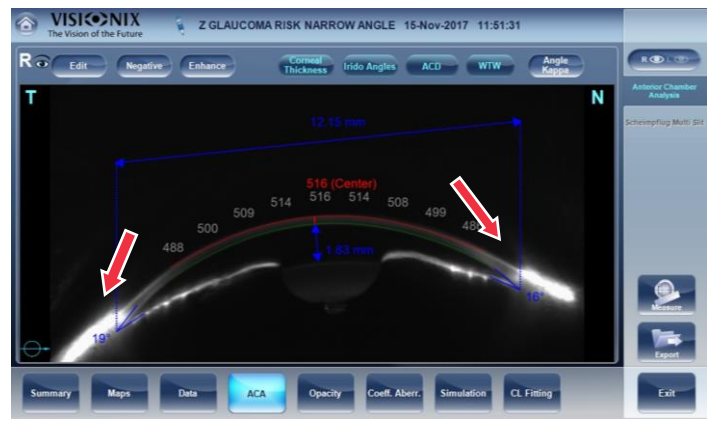 VISIONIX
The Vision of the Future
Z GLAUCOMA RISK NARROW ANGLE 15-Nov-2017 11:51:31
R
Edit
Negative
Enhance
Corneal
Thickness
Irido Angles
ACD
WTW
Angle
Kappa
R
L
Anterior Chamber
Analysis
Scheimpflug Multi Slit
T
N
12.15 mm
516 (Center)
488
500
509
514
516
514
508
499
1.83 mm
19°
16°
Measure
Export
Summary
Maps
Data
ACA
Opacity
Coeff. Aberr.
Simulation
CL Fitting
Exit